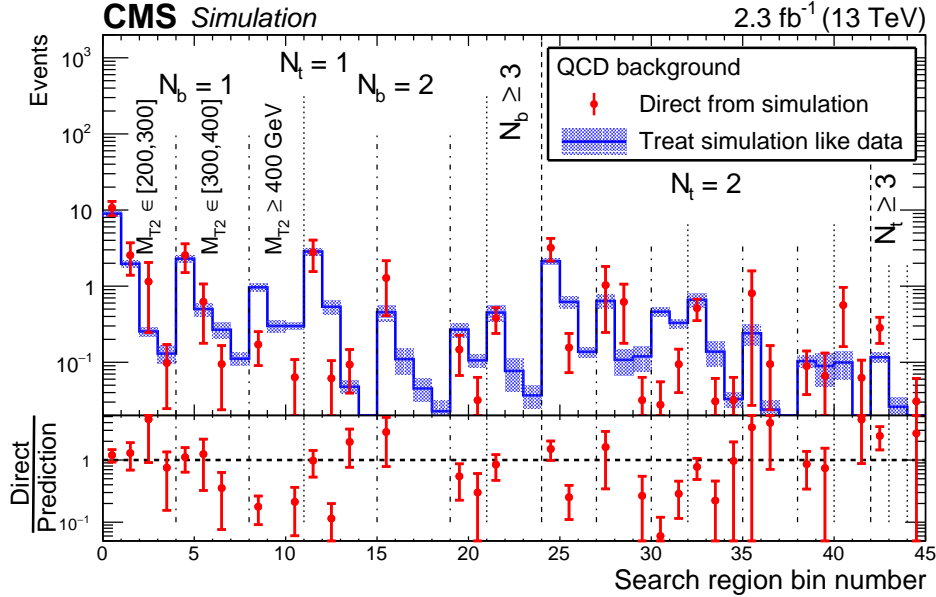 CMS Simulation 2.3 fb⁻¹ (13 TeV)
Events
10³
10²
10
1
10⁻¹
N_b = 1
N_t = 1
N_b = 2
N_b ≥ 3
M_T2 ∈ [200,300]
M_T2 ∈ [300,400]
M_T2 ≥ 400 GeV
QCD background
Direct from simulation
Treat simulation like data
N_t = 2
N_t ≥ 3
Direct
Prediction
1
10⁻¹
0 5 10 15 20 25 30 35 40 45
Search region bin number